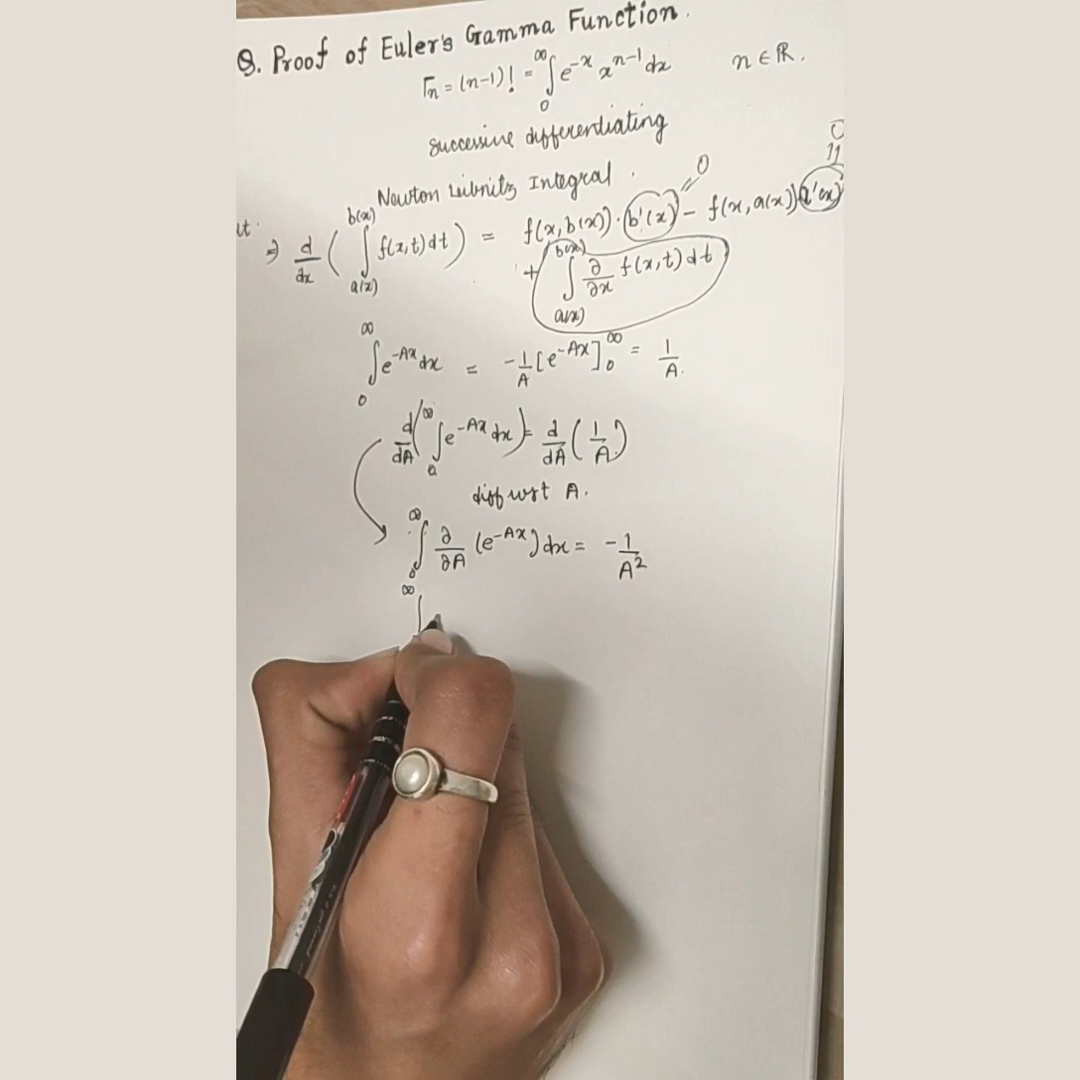 Q. Proof of Euler's Gamma Function.
Γn = (n-1)! = ∫₀^∞ e^{-x} x^{n-1} dx n ∈ ℝ.
successive differentiating
Newton Leibnitz Integral.
⇒ d/dx ( ∫_{a(x)}^{b(x)} f(x,t) dt ) = f(x, b(x)) · b'(x) = 0 - f(x, a(x)) a'(x) = 0
+ ∫_{a(x)}^{b(x)} ∂/∂x f(x,t) dt
∫₀^∞ e^{-Ax} dx = -1/A [e^{-Ax}]₀^∞ = 1/A.
d/dA ( ∫₀^∞ e^{-Ax} dx ) = d/dA (1/A)
diff wrt A.
∫₀^∞ ∂/∂A (e^{-Ax}) dx = -1/A²
∞
∫